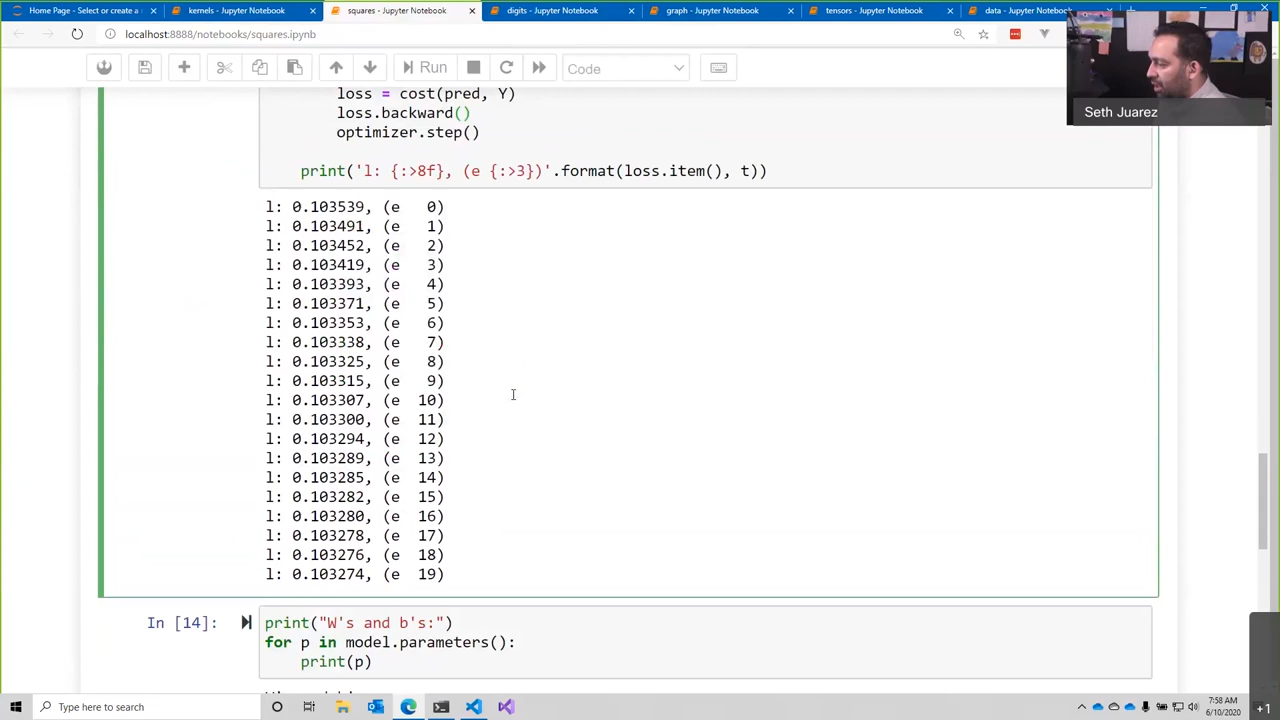 Home Page - Select or create a n
kernels - Jupyter Notebook
squares - Jupyter Notebook
digits - Jupyter Notebook
graph - Jupyter Notebook
tensors - Jupyter Notebook
data - Jupyter Notebook
localhost:8888/notebooks/squares.ipynb
Run
Code
Seth Juarez
loss = cost(pred, Y)
loss.backward()
optimizer.step()
print('l: {:>8f}, (e {:>3})'.format(loss.item(), t))
l: 0.103539, (e   0)
l: 0.103491, (e   1)
l: 0.103452, (e   2)
l: 0.103419, (e   3)
l: 0.103393, (e   4)
l: 0.103371, (e   5)
l: 0.103353, (e   6)
l: 0.103338, (e   7)
l: 0.103325, (e   8)
l: 0.103315, (e   9)
l: 0.103307, (e  10)
l: 0.103300, (e  11)
l: 0.103294, (e  12)
l: 0.103289, (e  13)
l: 0.103285, (e  14)
l: 0.103282, (e  15)
l: 0.103280, (e  16)
l: 0.103278, (e  17)
l: 0.103276, (e  18)
l: 0.103274, (e  19)
In [14]:
print("W's and b's:")
for p in model.parameters():
print(p)
Type here to search
7:58 AM
6/10/2020
+1